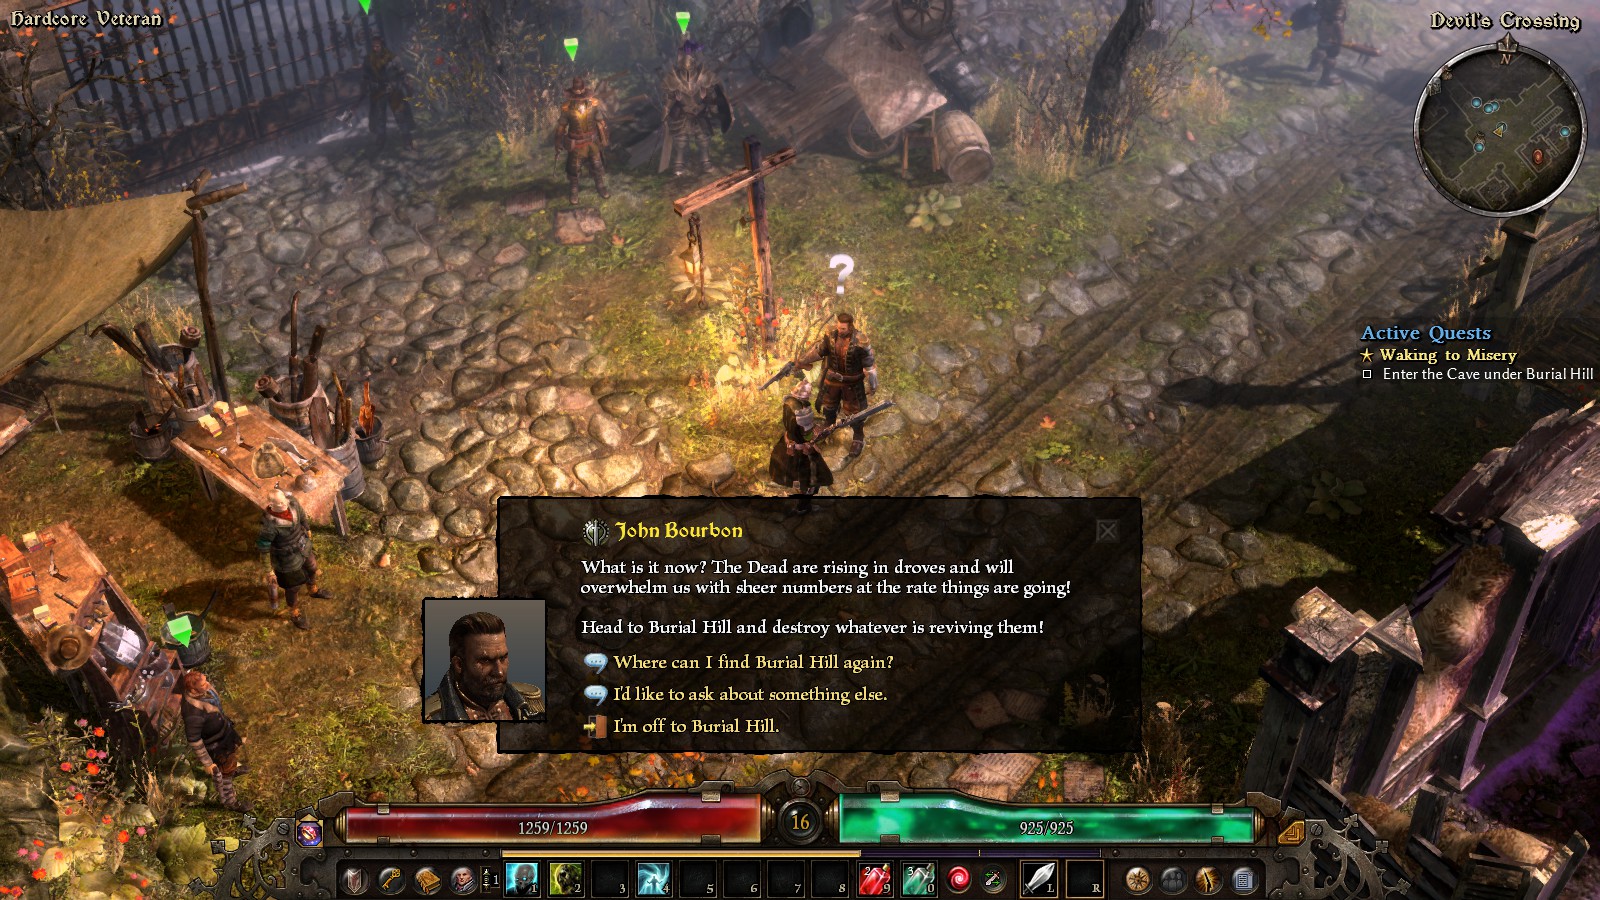 Hardcore Veteran
Devil's Crossing
N
Active Quests
Waking to Misery
Enter the Cave under Burial Hill
John Bourbon
What is it now? The Dead are rising in droves and will
overwhelm us with sheer numbers at the rate things are going!
Head to Burial Hill and destroy whatever is reviving them!
Where can I find Burial Hill again?
I'd like to ask about something else.
I'm off to Burial Hill.
1259/1259
16
925/925
1 1 2 3 4 5 6 7 8 9 0 L R